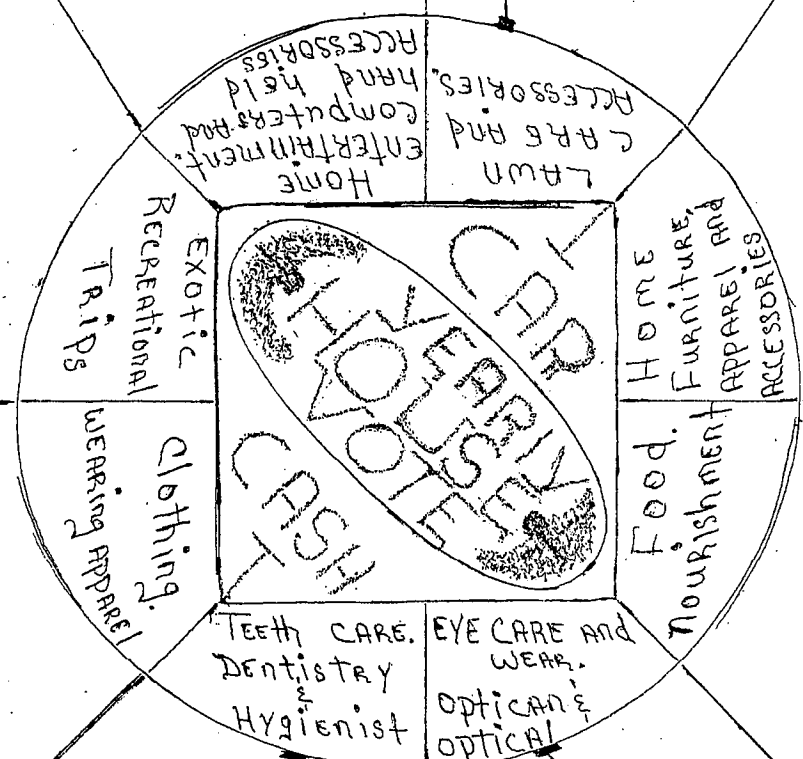 HOME
ENTERTAINMENT.
COMPUTERS AND
HAND held
ACCESSORIES
LAWN
CARE And
ACCESSORIES.
HOME
FURNITURE,
APPAREl And
ACCESSORIES
Food.
nourishment
EYE CARE And
WEAR.
optican &
optical
TEETH CARE.
DENtistRY
&
HygieNist
Clothing.
WEARing APPAREl
EXOTIC
RECREATIONAL
TRIPS
CAR
YEARLY
HOUSE
VOTE
CASH